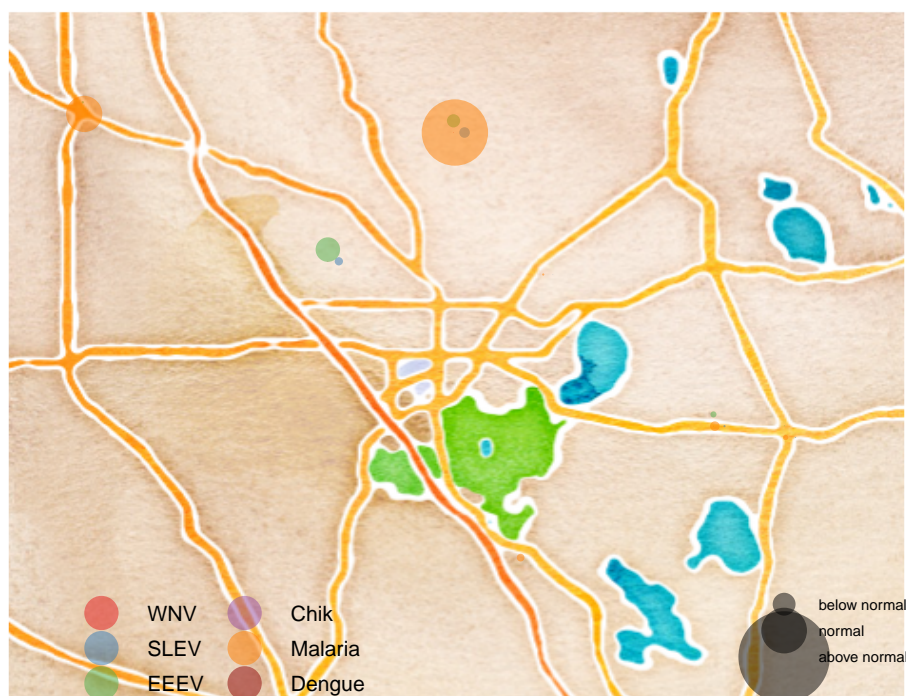 WNV
SLEV
EEEV
Chik
Malaria
Dengue
below normal
normal
above normal